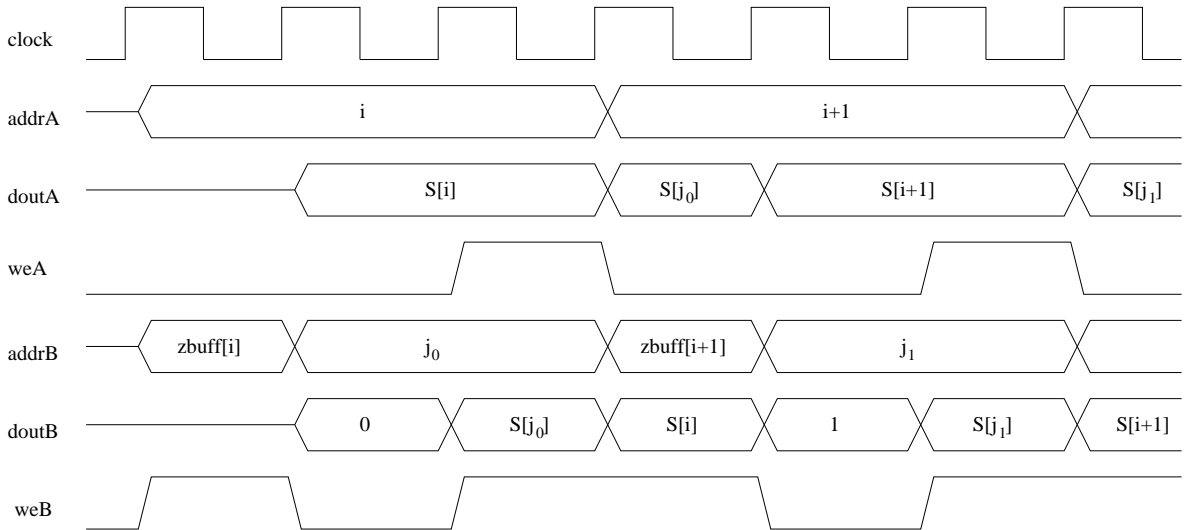 clock
addrA i i+1
doutA S[i] S[j₀] S[i+1] S[j₁]
weA
addrB zbuff[i] j₀ zbuff[i+1] j₁
doutB 0 S[j₀] S[i] 1 S[j₁] S[i+1]
weB